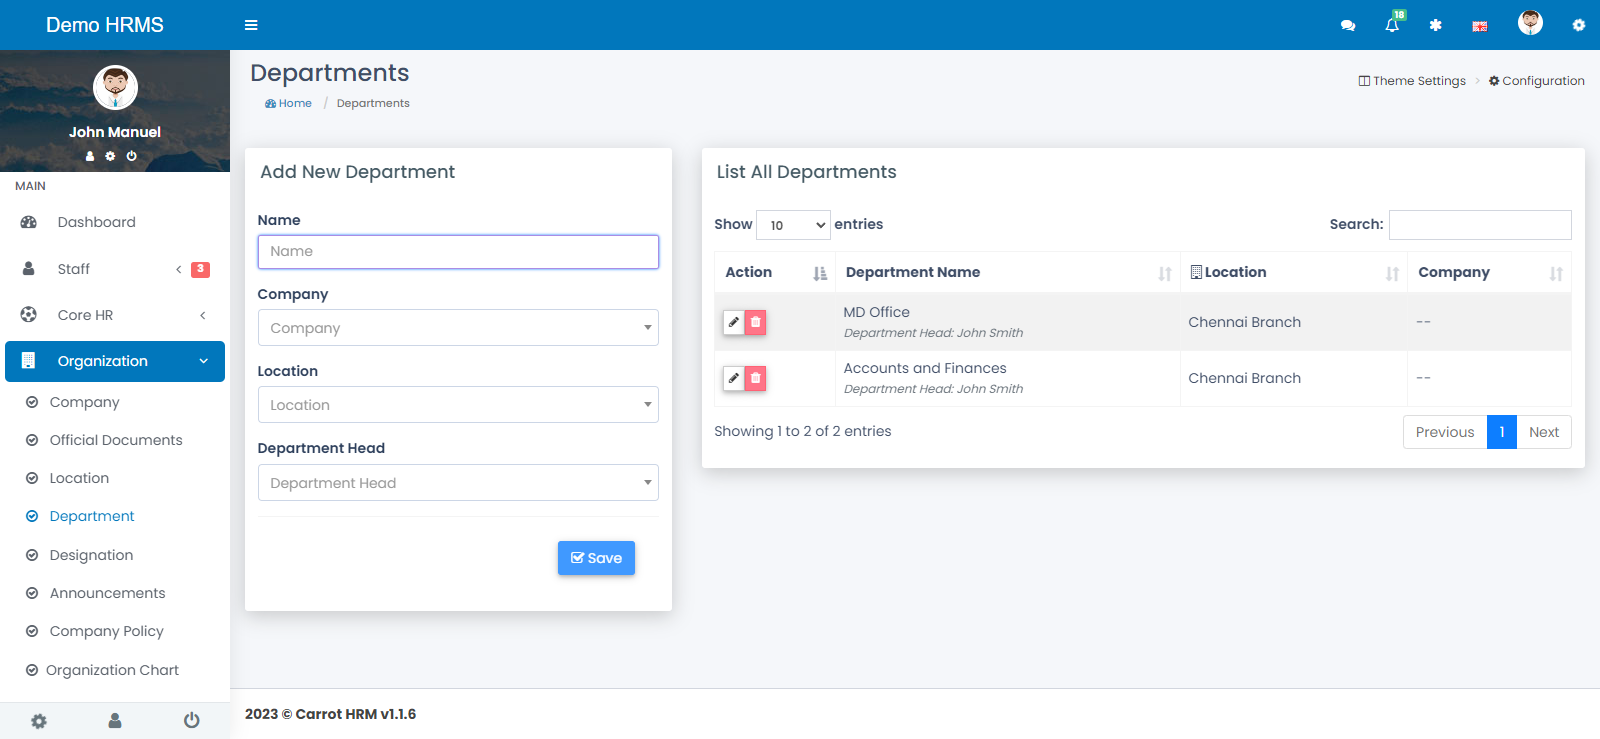 Demo HRMS
18
John Manuel
MAIN
Dashboard
Staff 3
Core HR
Organization
Company
Official Documents
Location
Department
Designation
Announcements
Company Policy
Organization Chart
Departments
Home / Departments
Theme Settings > Configuration
Add New Department
Name
Name
Company
Company
Location
Location
Department Head
Department Head
Save
List All Departments
Show 10 entries
Search:
Action Department Name Location Company
MD Office
Department Head: John Smith
Chennai Branch
--
Accounts and Finances
Department Head: John Smith
Chennai Branch
--
Showing 1 to 2 of 2 entries
Previous 1 Next
2023 © Carrot HRM v1.1.6